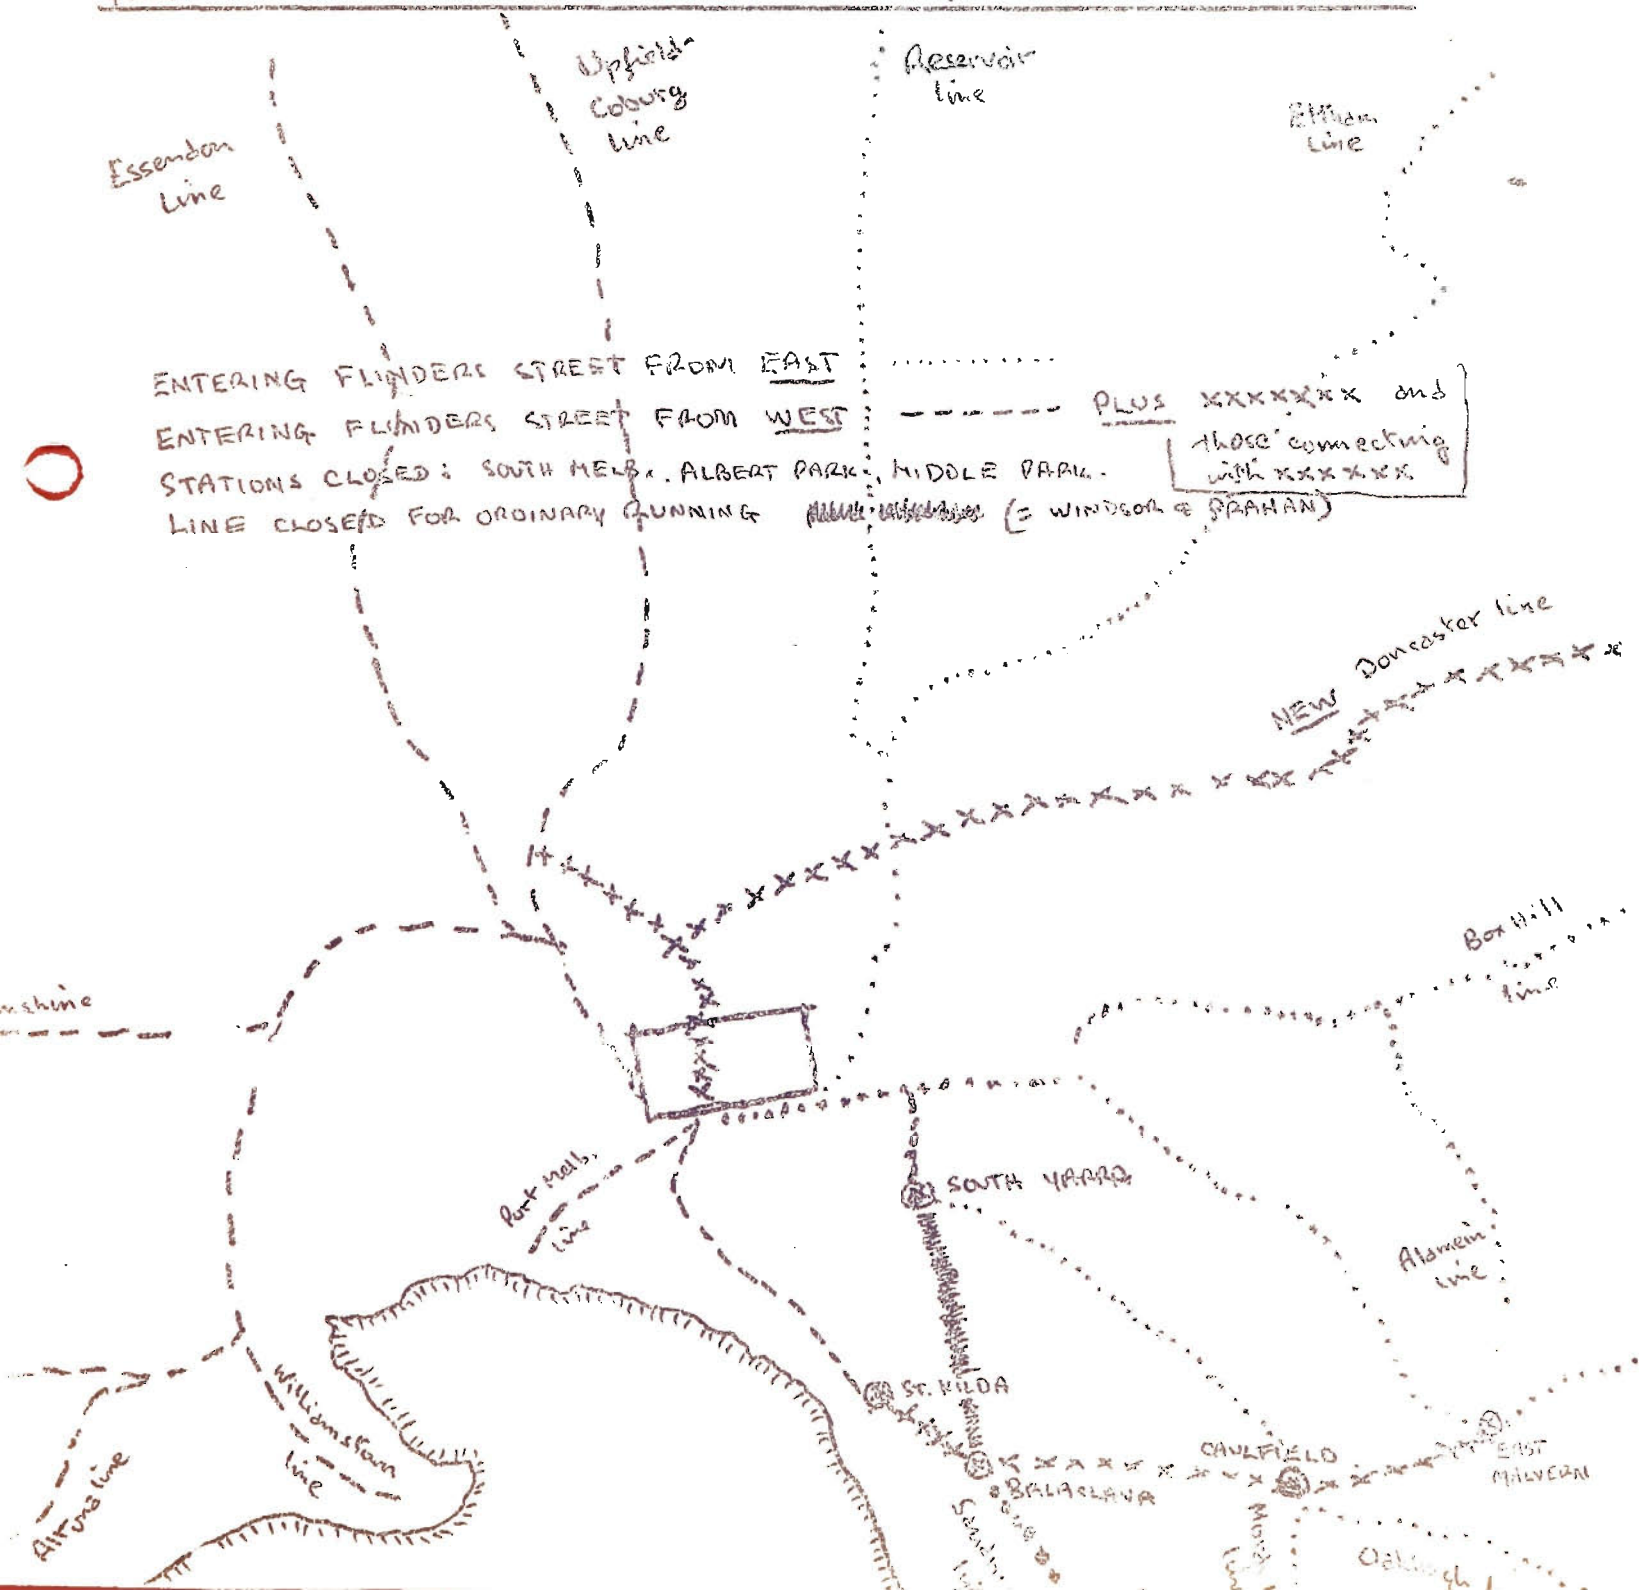 Upfield-
Coburg
Line
Reservoir
line
Eltham
Line
Essendon
Line
ENTERING FLINDERS STREET FROM EAST ............
ENTERING FLINDERS STREET FROM WEST ------- PLUS xxxxxxx and
those connecting
with xxxxxxx
STATIONS CLOSED: SOUTH MELB., ALBERT PARK, MIDDLE PARK.
LINE CLOSED FOR ORDINARY RUNNING (= WINDSOR & PRAHAN)
NEW Doncaster line
Box Hill
line
nshine
Port Melb.
line
SOUTH YARRA
Alamein
Line
ST. KILDA
Williamstown
line
Altona line
CAULFIELD
EAST
MALVERN
BALACLAVA